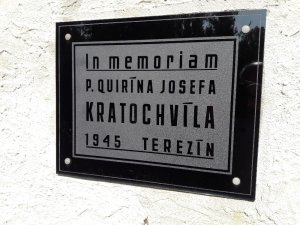 In memoriam
P. QUIRÍNA JOSEFA
KRATOCHVÍLA
1945 TEREZÍN